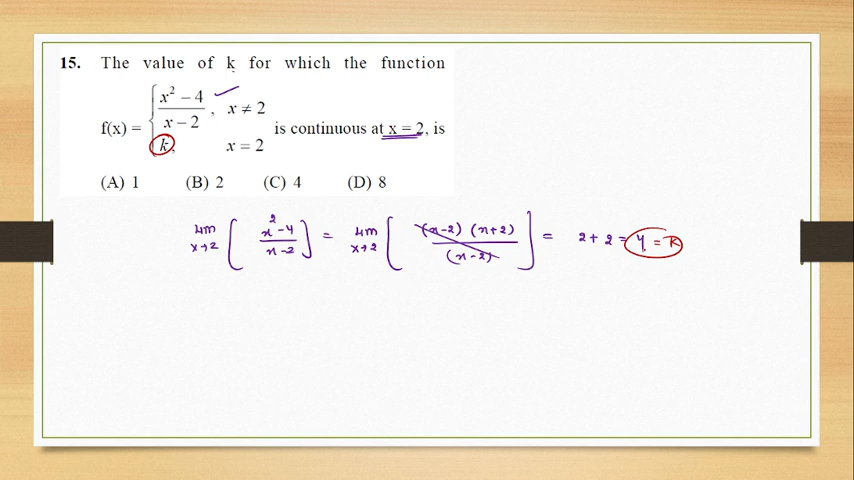 15. The value of k for which the function
f(x) = { x² − 4 / x − 2 , x ≠ 2
k, x = 2
is continuous at x = 2, is
(A) 1 (B) 2 (C) 4 (D) 8
lim x→2 [ x² − 4 / x − 2 ] = lim x→2 [ (x−2) (x+2) / (x−2) ] = 2 + 2 = 4 = k